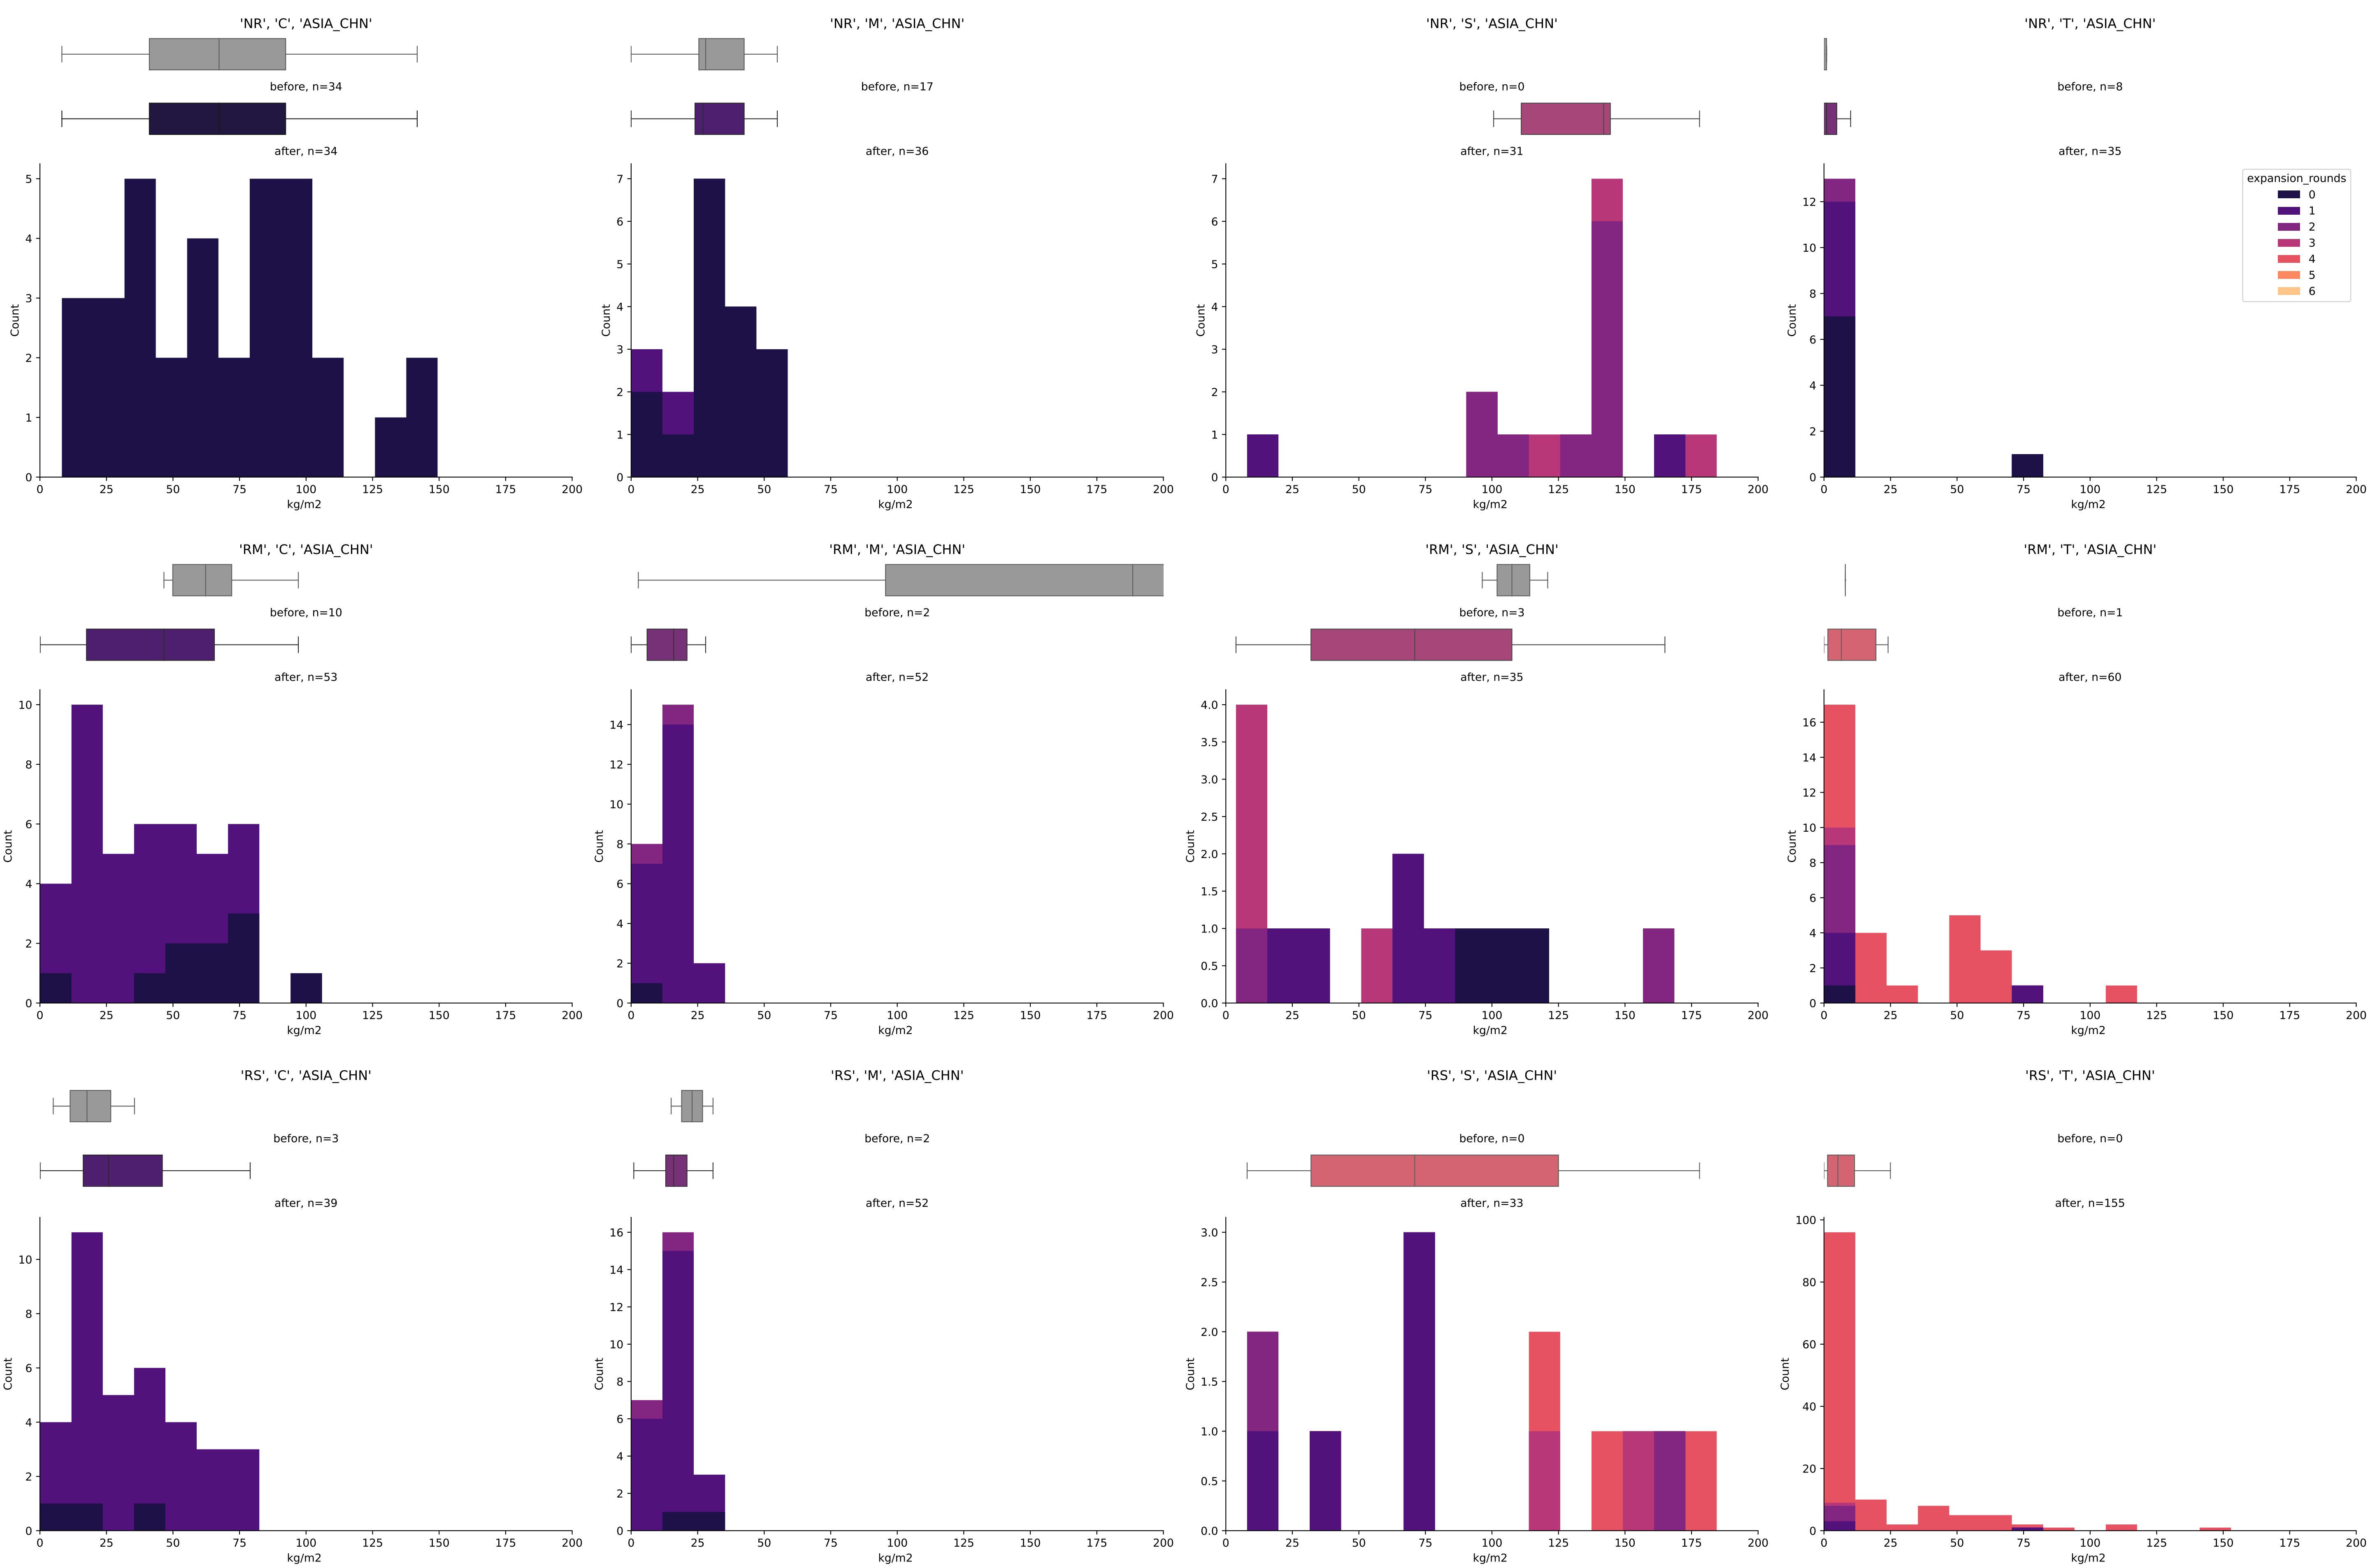 'NR', 'C', 'ASIA_CHN'
before, n=34
after, n=34
5
4
3
2
1
0
Count
0 25 50 75 100 125 150 175 200
kg/m2
'NR', 'M', 'ASIA_CHN'
before, n=17
after, n=36
7
6
5
4
3
2
1
0
Count
0 25 50 75 100 125 150 175 200
kg/m2
'NR', 'S', 'ASIA_CHN'
before, n=0
after, n=31
7
6
5
4
3
2
1
0
Count
0 25 50 75 100 125 150 175 200
kg/m2
'NR', 'T', 'ASIA_CHN'
before, n=8
after, n=35
expansion_rounds
0
1
2
3
4
5
6
12
10
8
6
4
2
0
Count
0 25 50 75 100 125 150 175 200
kg/m2
'RM', 'C', 'ASIA_CHN'
before, n=10
after, n=53
10
8
6
4
2
0
Count
0 25 50 75 100 125 150 175 200
kg/m2
'RM', 'M', 'ASIA_CHN'
before, n=2
after, n=52
14
12
10
8
6
4
2
0
Count
0 25 50 75 100 125 150 175 200
kg/m2
'RM', 'S', 'ASIA_CHN'
before, n=3
after, n=35
4.0
3.5
3.0
2.5
2.0
1.5
1.0
0.5
0.0
Count
0 25 50 75 100 125 150 175 200
kg/m2
'RM', 'T', 'ASIA_CHN'
before, n=1
after, n=60
16
14
12
10
8
6
4
2
0
Count
0 25 50 75 100 125 150 175 200
kg/m2
'RS', 'C', 'ASIA_CHN'
before, n=3
after, n=39
10
8
6
4
2
0
Count
0 25 50 75 100 125 150 175 200
kg/m2
'RS', 'M', 'ASIA_CHN'
before, n=2
after, n=52
16
14
12
10
8
6
4
2
0
Count
0 25 50 75 100 125 150 175 200
kg/m2
'RS', 'S', 'ASIA_CHN'
before, n=0
after, n=33
3.0
2.5
2.0
1.5
1.0
0.5
0.0
Count
0 25 50 75 100 125 150 175 200
kg/m2
'RS', 'T', 'ASIA_CHN'
before, n=0
after, n=155
100
80
60
40
20
0
Count
0 25 50 75 100 125 150 175 200
kg/m2